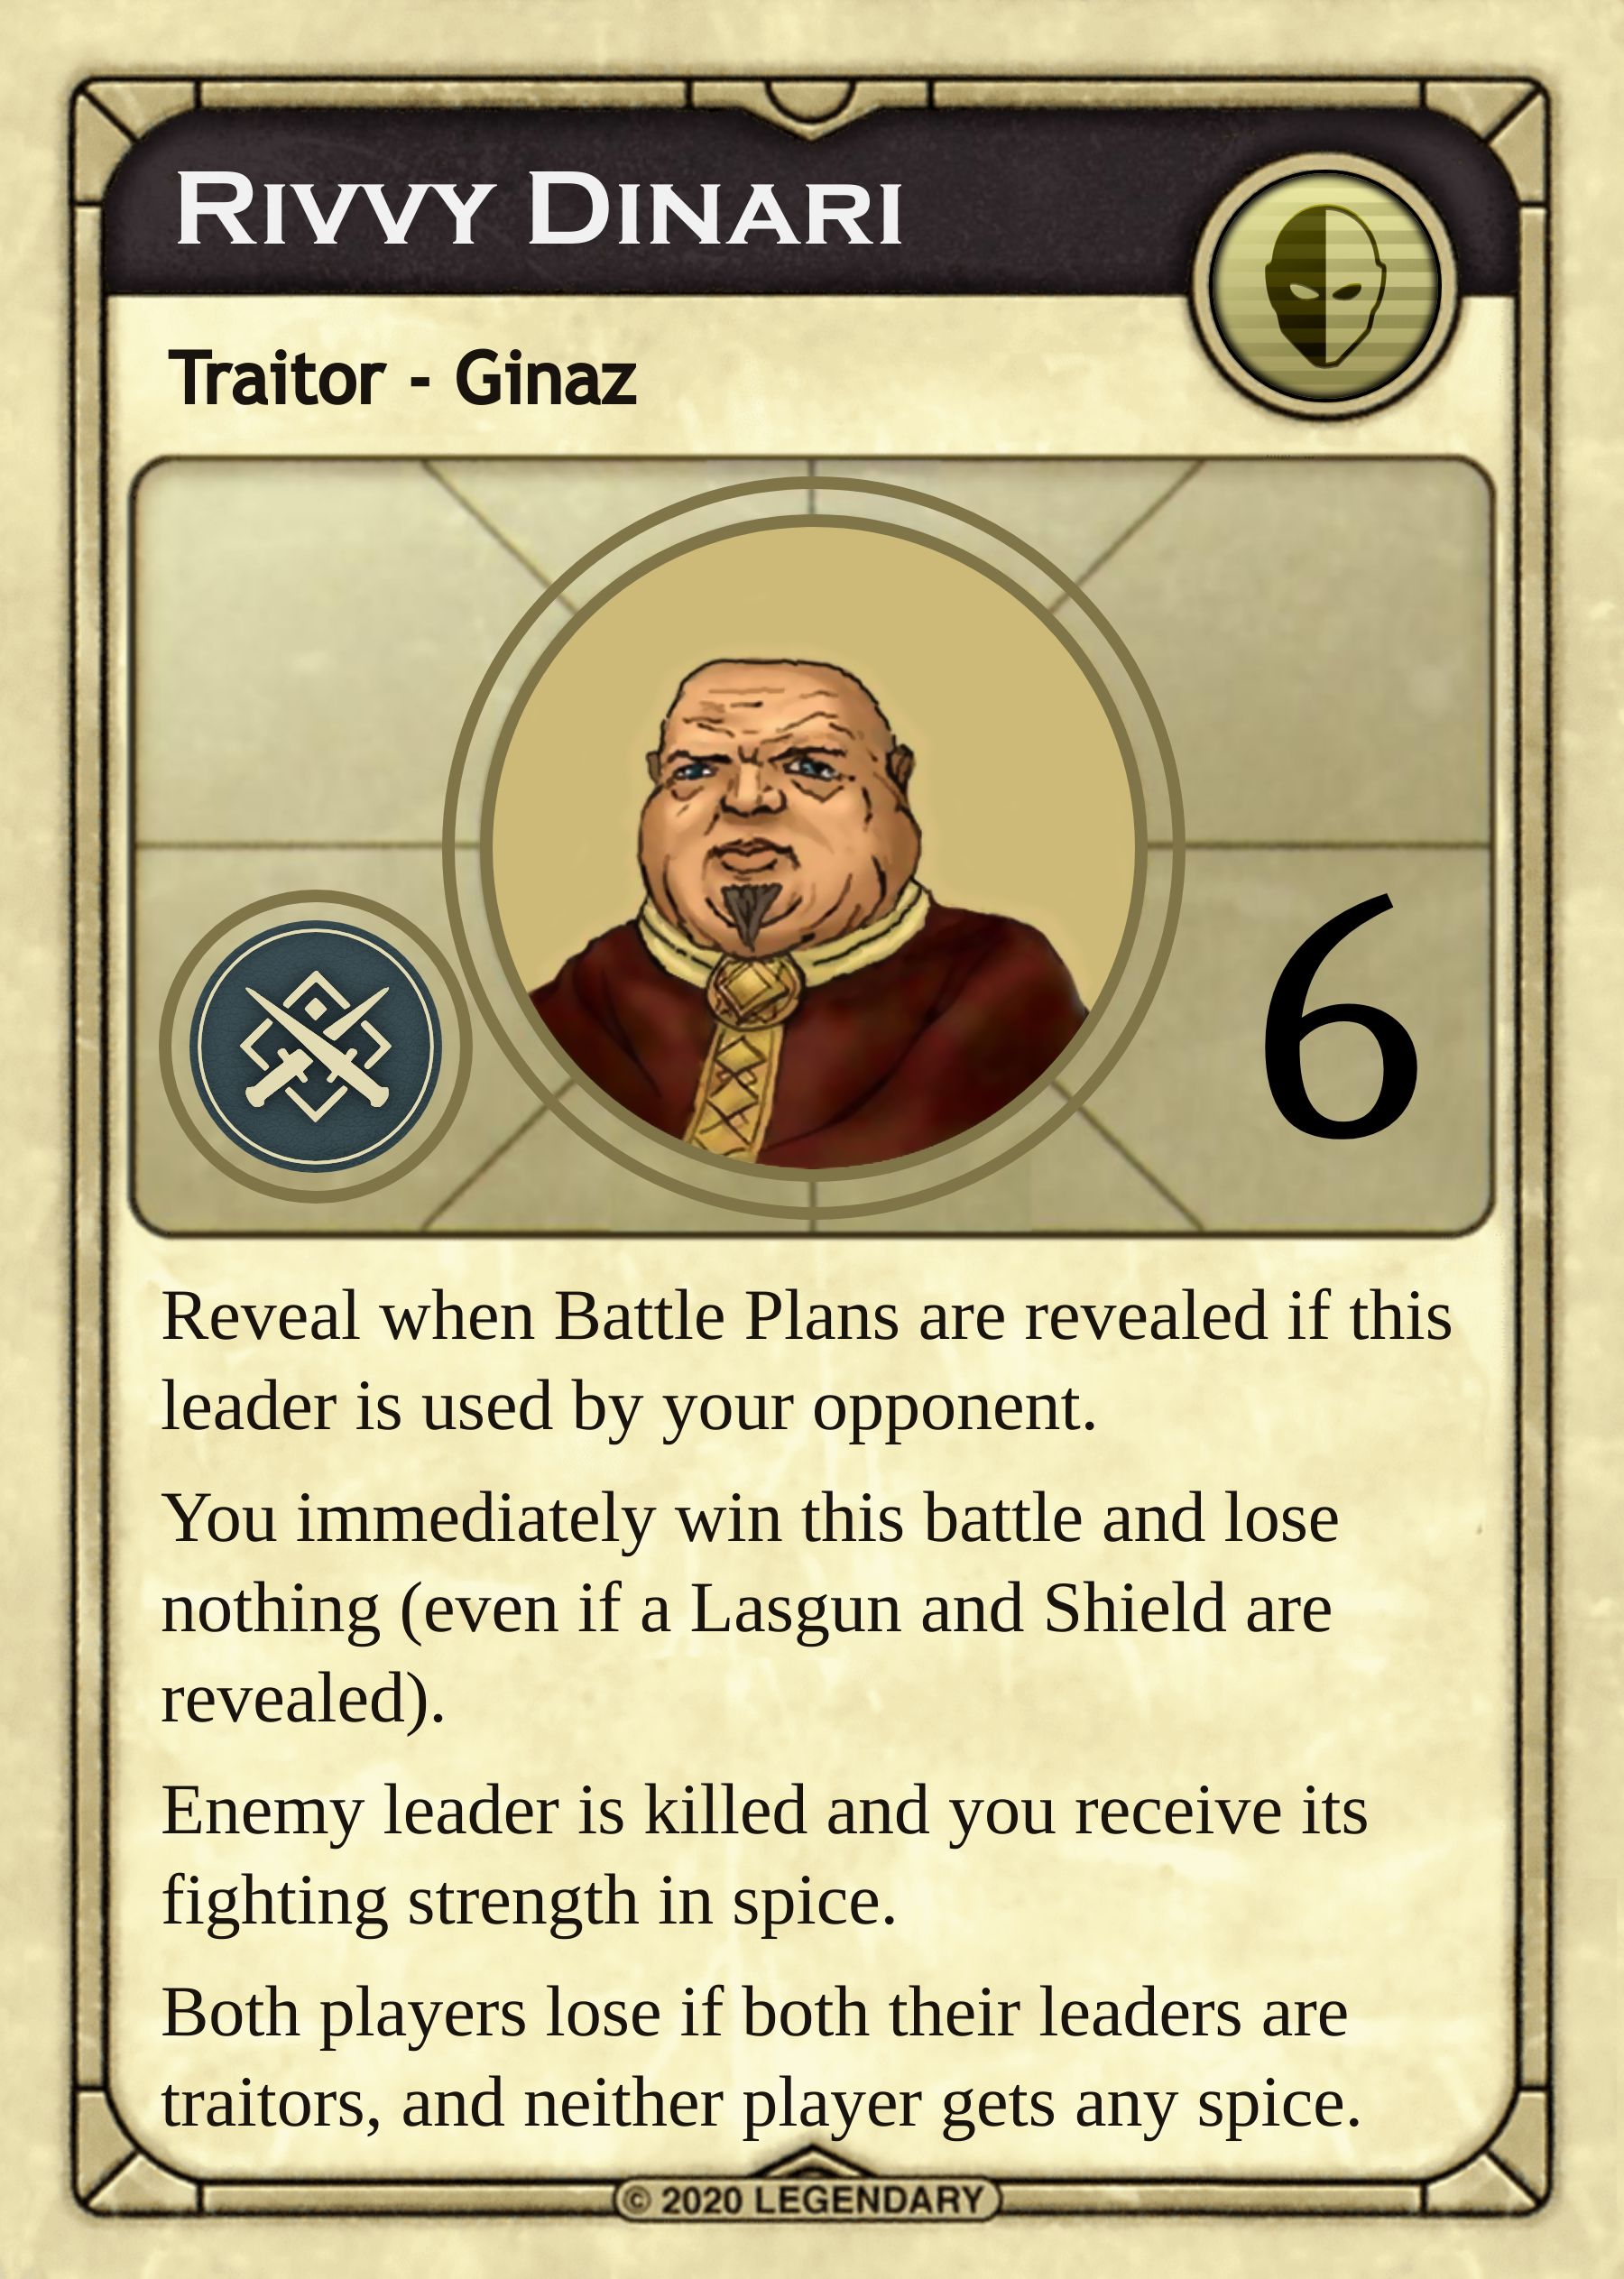 Rivvy Dinari
Traitor - Ginaz
6
Reveal when Battle Plans are revealed if this
leader is used by your opponent.
You immediately win this battle and lose
nothing (even if a Lasgun and Shield are
revealed).
Enemy leader is killed and you receive its
fighting strength in spice.
Both players lose if both their leaders are
traitors, and neither player gets any spice.
© 2020 LEGENDARY